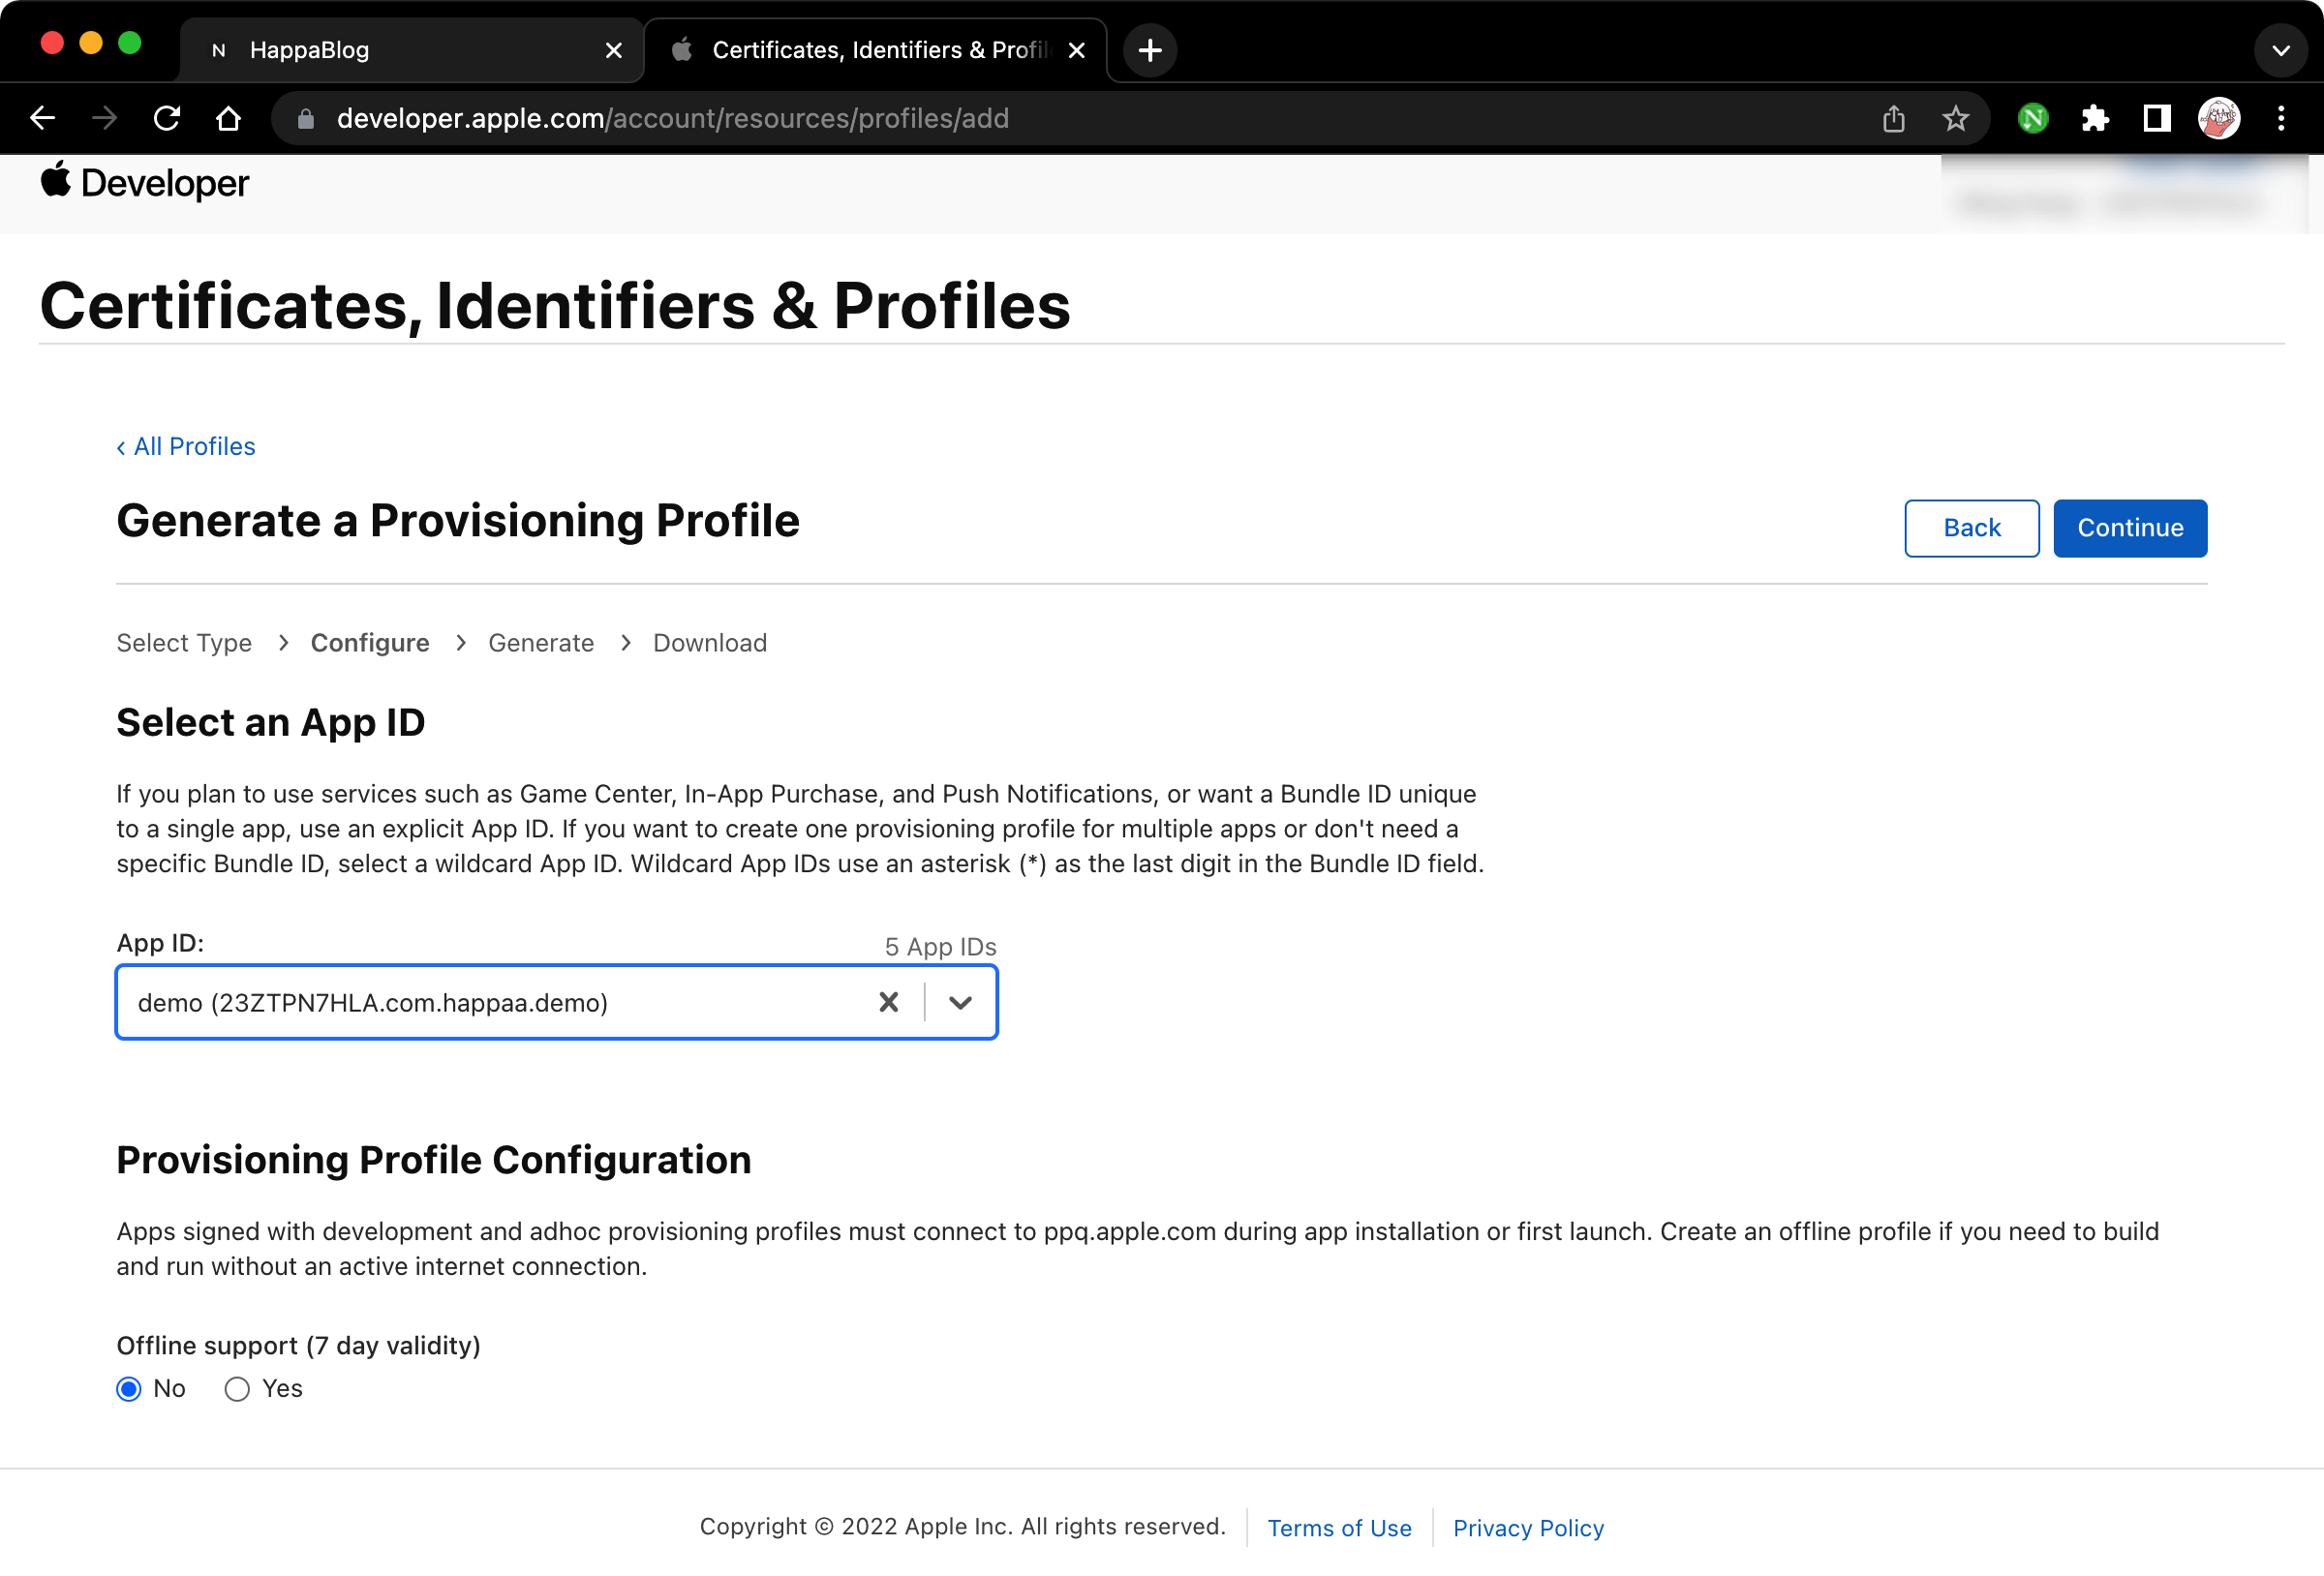 HappaBlog
Certificates, Identifiers & Profil
developer.apple.com/account/resources/profiles/add
Developer
Certificates, Identifiers & Profiles
‹ All Profiles
Generate a Provisioning Profile
Back
Continue
Select Type > Configure > Generate > Download
Select an App ID
If you plan to use services such as Game Center, In-App Purchase, and Push Notifications, or want a Bundle ID unique
to a single app, use an explicit App ID. If you want to create one provisioning profile for multiple apps or don't need a
specific Bundle ID, select a wildcard App ID. Wildcard App IDs use an asterisk (*) as the last digit in the Bundle ID field.
App ID:
5 App IDs
demo (23ZTPN7HLA.com.happaa.demo)
Provisioning Profile Configuration
Apps signed with development and adhoc provisioning profiles must connect to ppq.apple.com during app installation or first launch. Create an offline profile if you need to build
and run without an active internet connection.
Offline support (7 day validity)
No
Yes
Copyright © 2022 Apple Inc. All rights reserved.
Terms of Use
Privacy Policy